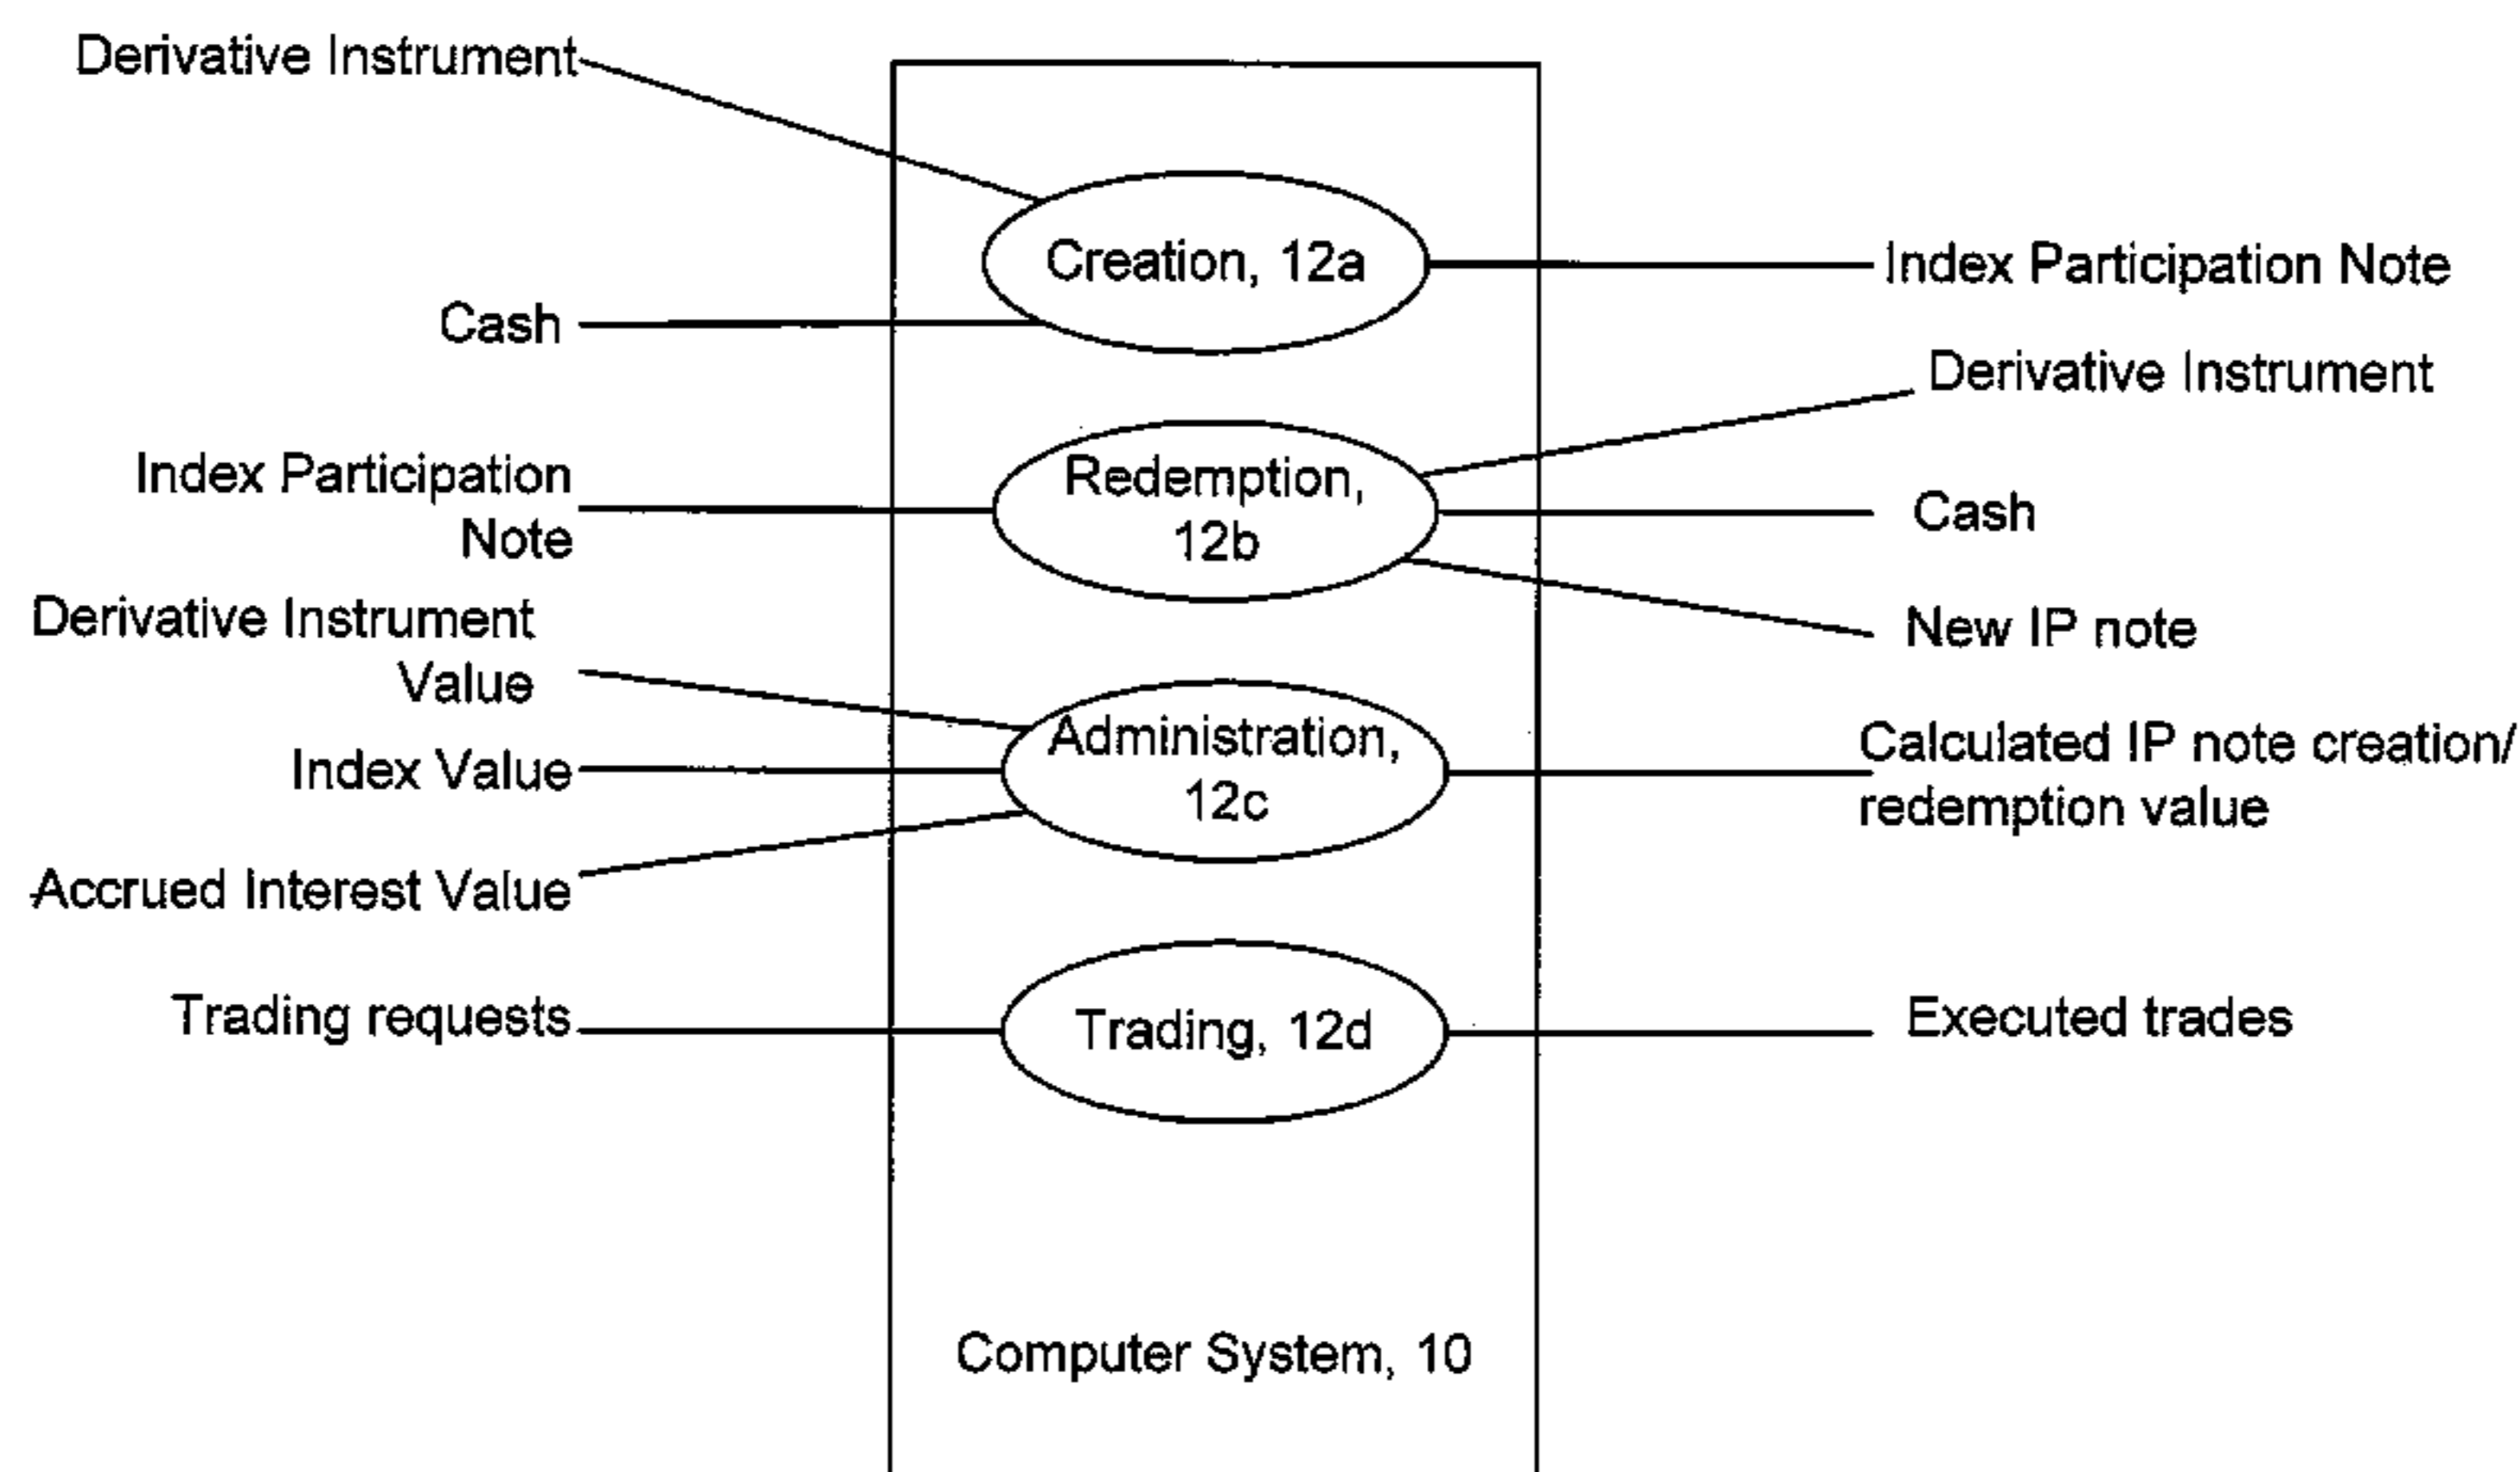 Derivative Instrument
Creation, 12a
Index Participation Note
Cash
Derivative Instrument
Index Participation
Note
Redemption,
12b
Cash
New IP note
Derivative Instrument
Value
Index Value
Accrued Interest Value
Administration,
12c
Calculated IP note creation/
redemption value
Trading requests
Trading, 12d
Executed trades
Computer System, 10